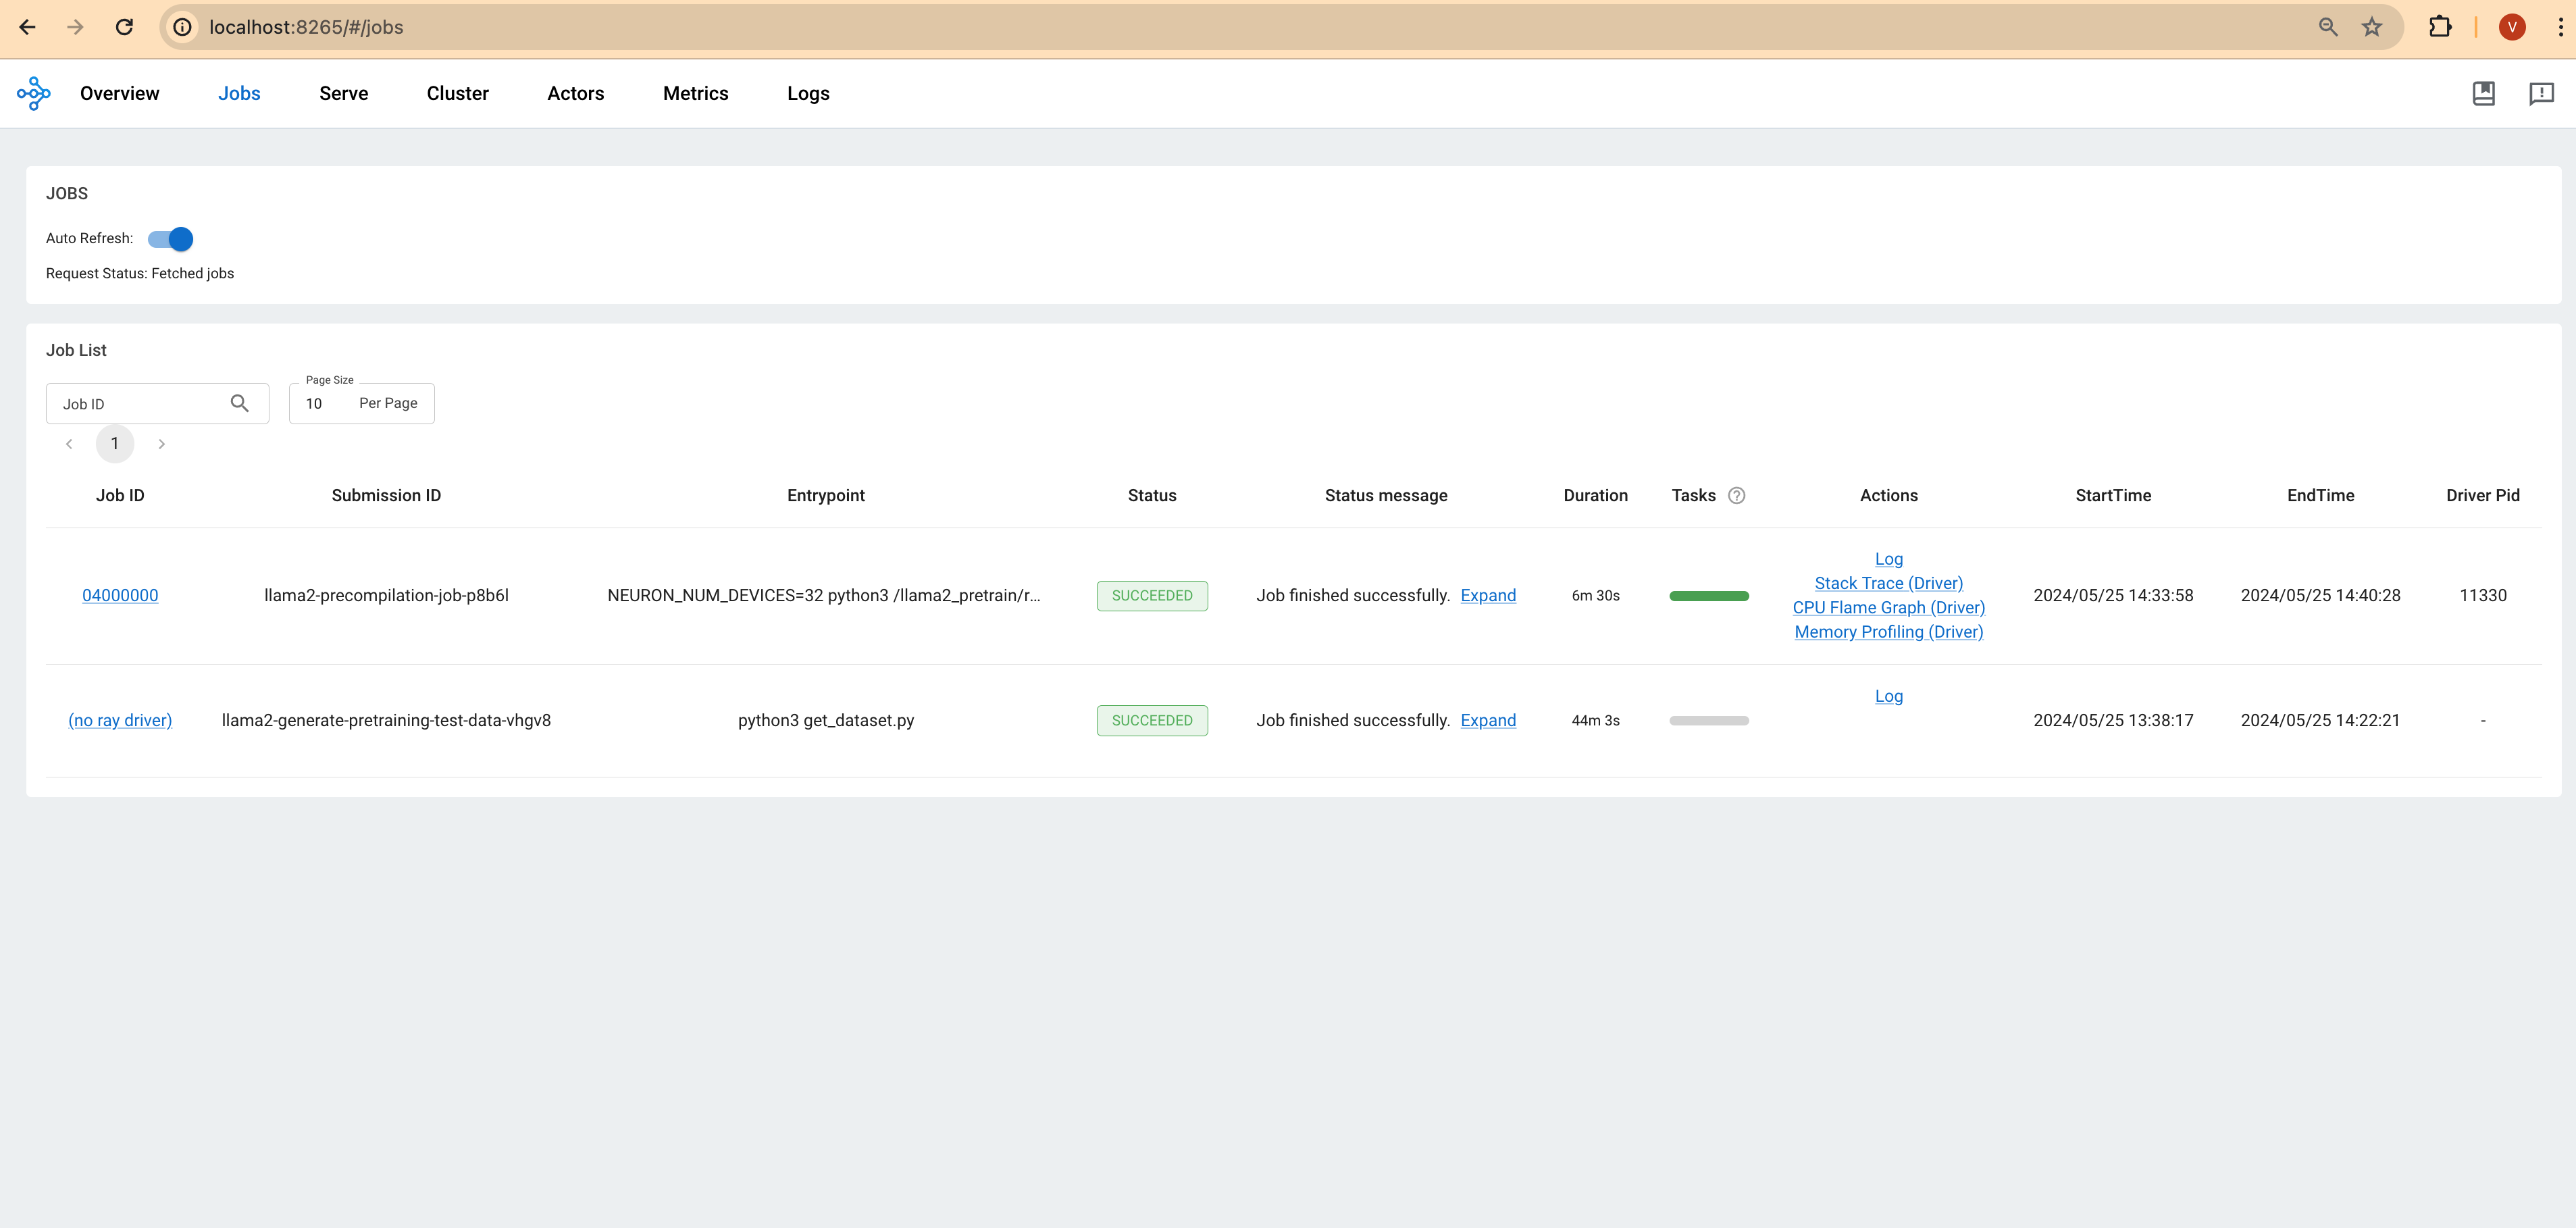 localhost:8265/#/jobs
V
Overview Jobs Serve Cluster Actors Metrics Logs
JOBS
Auto Refresh:
Request Status: Fetched jobs
Job List
Page Size
Job ID 10 Per Page
1
Job ID Submission ID Entrypoint Status Status message Duration Tasks Actions StartTime EndTime Driver Pid
04000000 llama2-precompilation-job-p8b6l NEURON_NUM_DEVICES=32 python3 /llama2_pretrain/r... SUCCEEDED Job finished successfully. Expand 6m 30s Log 2024/05/25 14:33:58 2024/05/25 14:40:28 11330
Stack Trace (Driver)
CPU Flame Graph (Driver)
Memory Profiling (Driver)
(no ray driver) llama2-generate-pretraining-test-data-vhgv8 python3 get_dataset.py SUCCEEDED Job finished successfully. Expand 44m 3s Log 2024/05/25 13:38:17 2024/05/25 14:22:21 -